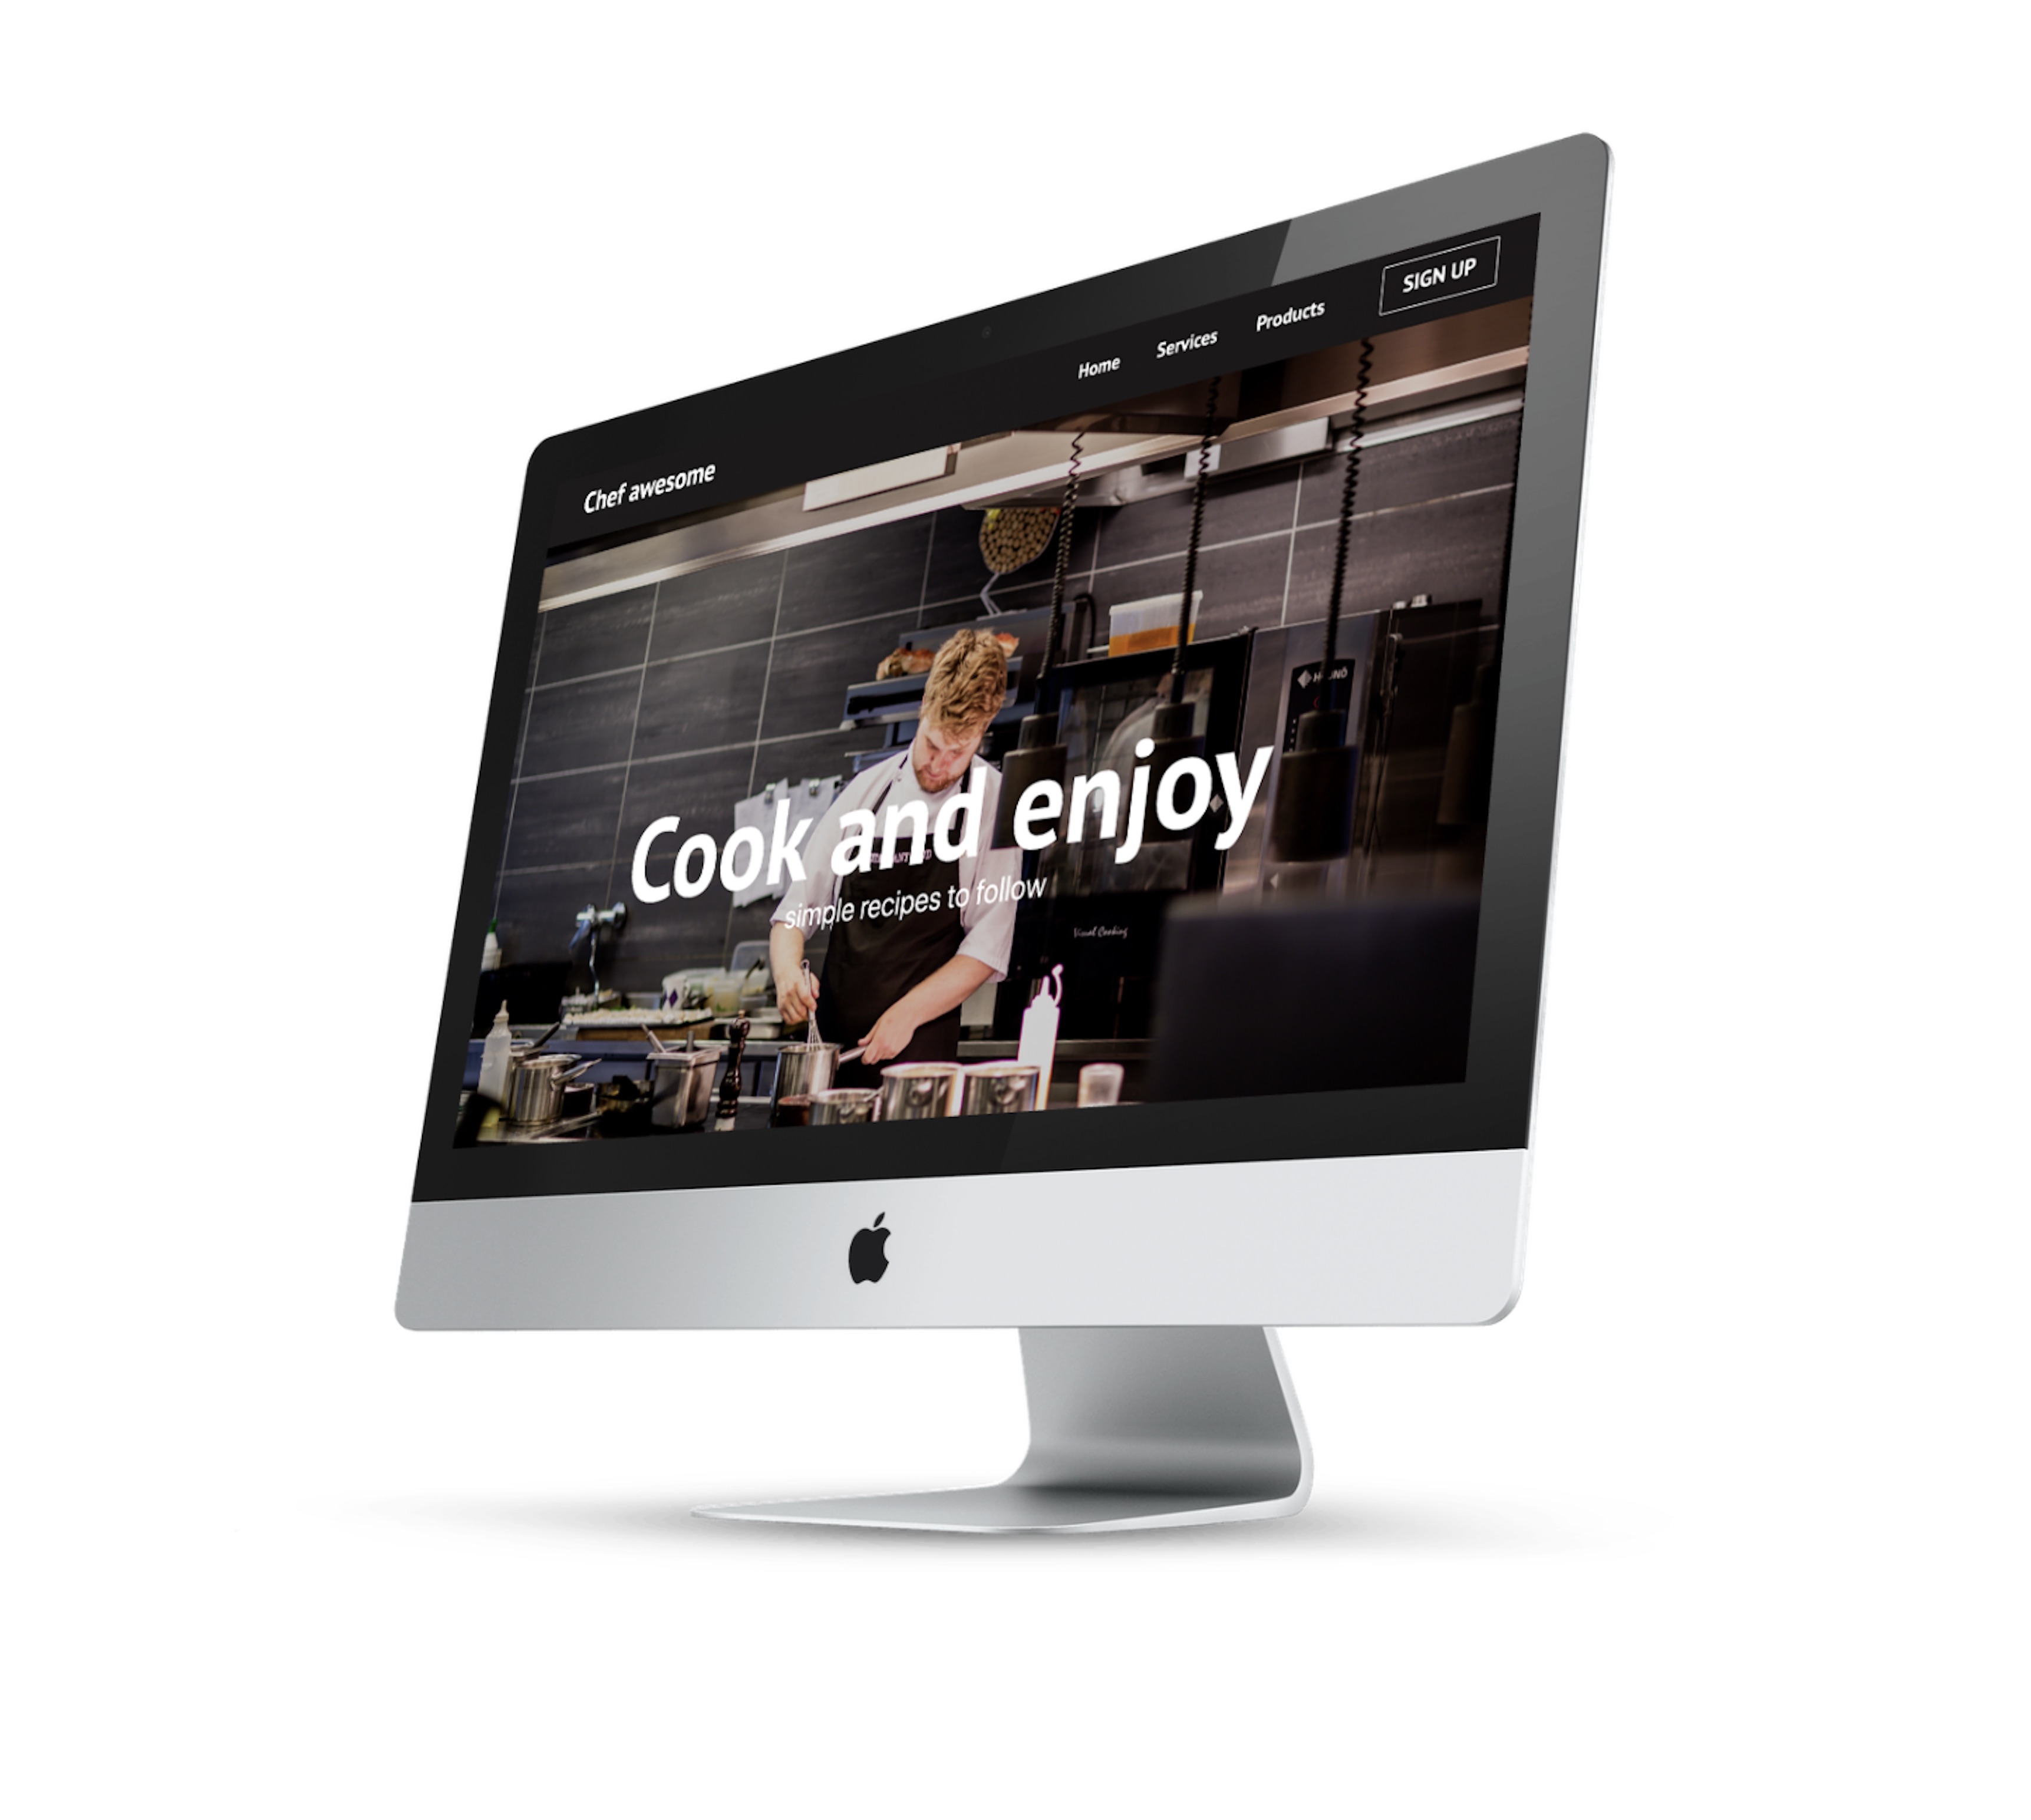 Chef awesome
Home
Services
Products
SIGN UP
Cook and enjoy
simple recipes to follow
Visual Cooking